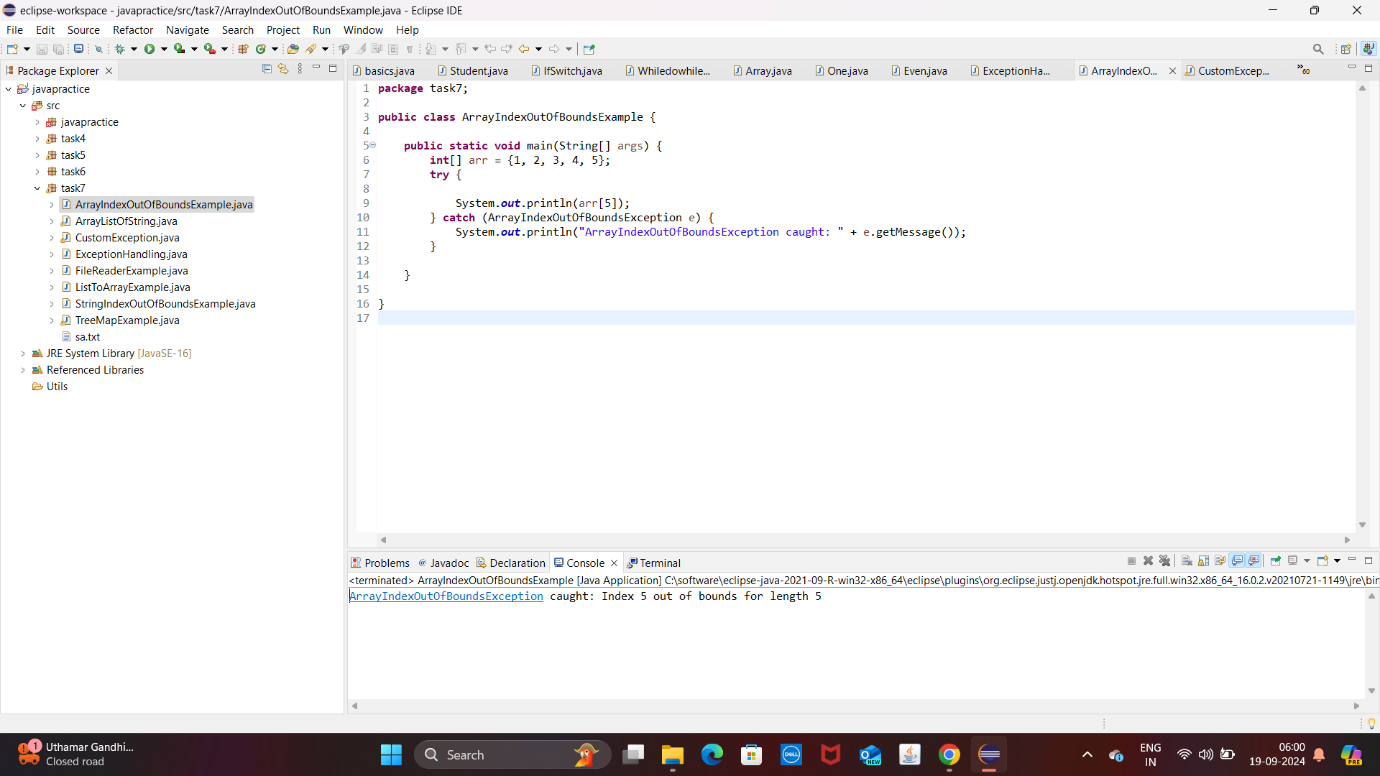 eclipse-workspace - javapractice/src/task7/ArrayIndexOutOfBoundsExample.java - Eclipse IDE
File Edit Source Refactor Navigate Search Project Run Window Help
Package Explorer
javapractice
src
javapractice
task4
task5
task6
task7
ArrayIndexOutOfBoundsExample.java
ArrayListOfString.java
CustomException.java
ExceptionHandling.java
FileReaderExample.java
ListToArrayExample.java
StringIndexOutOfBoundsExample.java
TreeMapExample.java
sa.txt
JRE System Library [JavaSE-16]
Referenced Libraries
Utils
basics.java Student.java IfSwitch.java Whiledowhile... Array.java One.java Even.java ExceptionHa... ArrayIndexO... CustomExcep... »60
1 package task7;
2
3 public class ArrayIndexOutOfBoundsExample {
4
5 public static void main(String[] args) {
6 int[] arr = {1, 2, 3, 4, 5};
7 try {
8
9 System.out.println(arr[5]);
10 } catch (ArrayIndexOutOfBoundsException e) {
11 System.out.println("ArrayIndexOutOfBoundsException caught: " + e.getMessage());
12 }
13
14 }
15
16 }
17
Problems Javadoc Declaration Console Terminal
<terminated> ArrayIndexOutOfBoundsExample [Java Application] C:\software\eclipse-java-2021-09-R-win32-x86_64\eclipse\plugins\org.eclipse.justj.openjdk.hotspot.jre.full.win32.x86_64_16.0.2.v20210721-1149\jre\bin
ArrayIndexOutOfBoundsException caught: Index 5 out of bounds for length 5
1
Uthamar Gandhi...
Closed road
Search
DELL
NEW
ENG
IN
06:00
19-09-2024
PRE